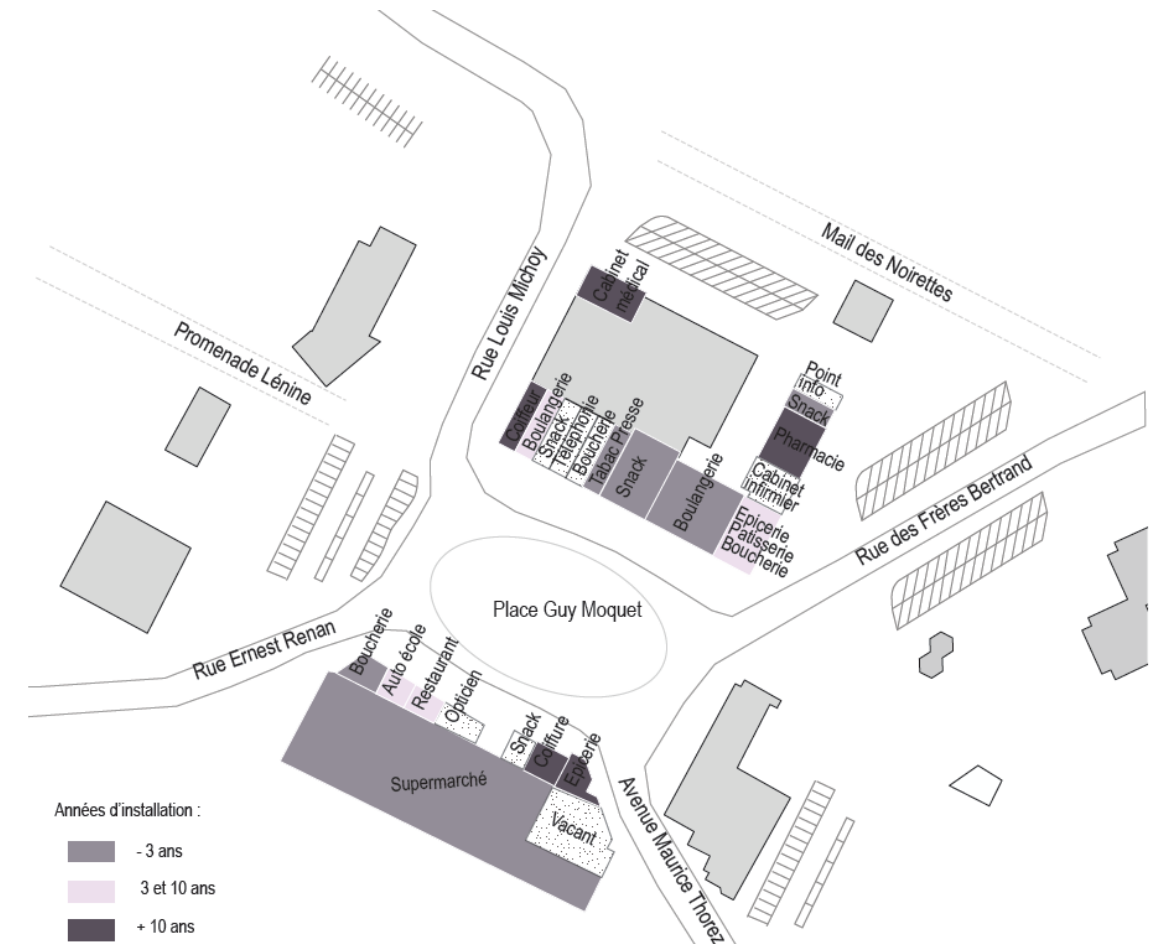 Mail des Noirettes
Rue Louis Michoy
Promenade Lénine
Cabinet
médical
Point
info
Snack
Pharmacie
Cabinet
infirmier
Coiffeur
Boulangerie
Snack
Téléphonie
Boucherie
Tabac Presse
Snack
Boulangerie
Epicerie
Patisserie
Boucherie
Rue des Frères Bertrand
Place Guy Moquet
Rue Ernest Renan
Boucherie
Auto école
Restaurant
Opticien
Snack
Coiffure
Epicerie
Supermarché
Vacant
Avenue Maurice Thorez
Années d'installation :
- 3 ans
3 et 10 ans
+ 10 ans